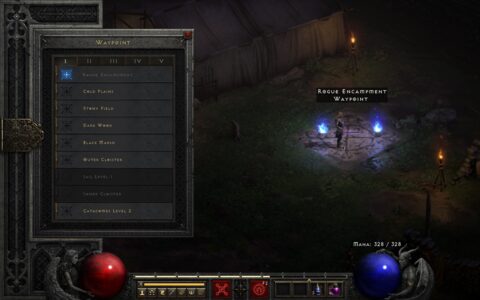 Waypoint
I II III IV V
Rogue Encampment
Cold Plains
Stony Field
Dark Wood
Black Marsh
Outer Cloister
Jail Level 1
Inner Cloister
Catacombs Level 2
Rogue Encampment
Waypoint
Mana: 328 / 328